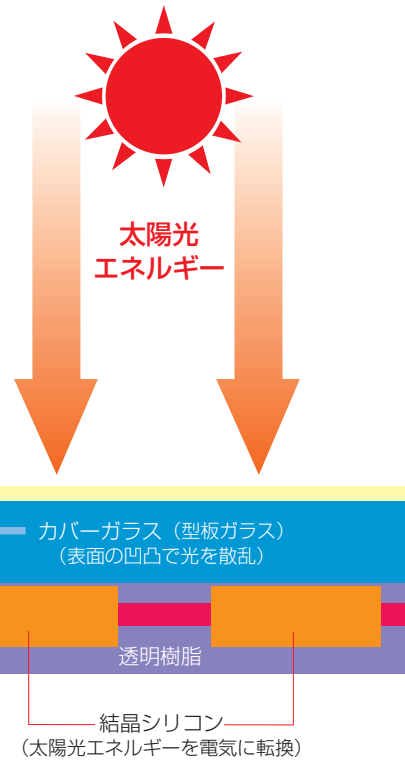 太陽光
エネルギー
カバーガラス（型板ガラス）
（表面の凹凸で光を散乱）
透明樹脂
結晶シリコン
（太陽光エネルギーを電気に転換）